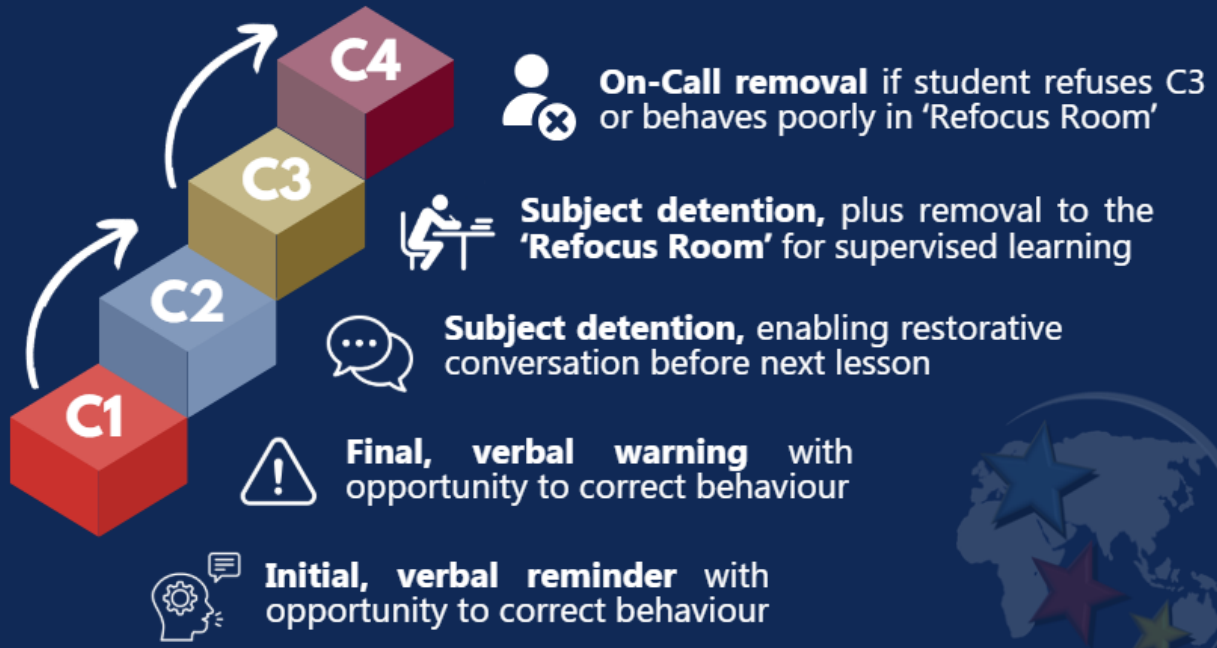 C4
On-Call removal if student refuses C3
or behaves poorly in ‘Refocus Room’
C3
Subject detention, plus removal to the
‘Refocus Room’ for supervised learning
C2
Subject detention, enabling restorative
conversation before next lesson
C1
Final, verbal warning with
opportunity to correct behaviour
Initial, verbal reminder with
opportunity to correct behaviour